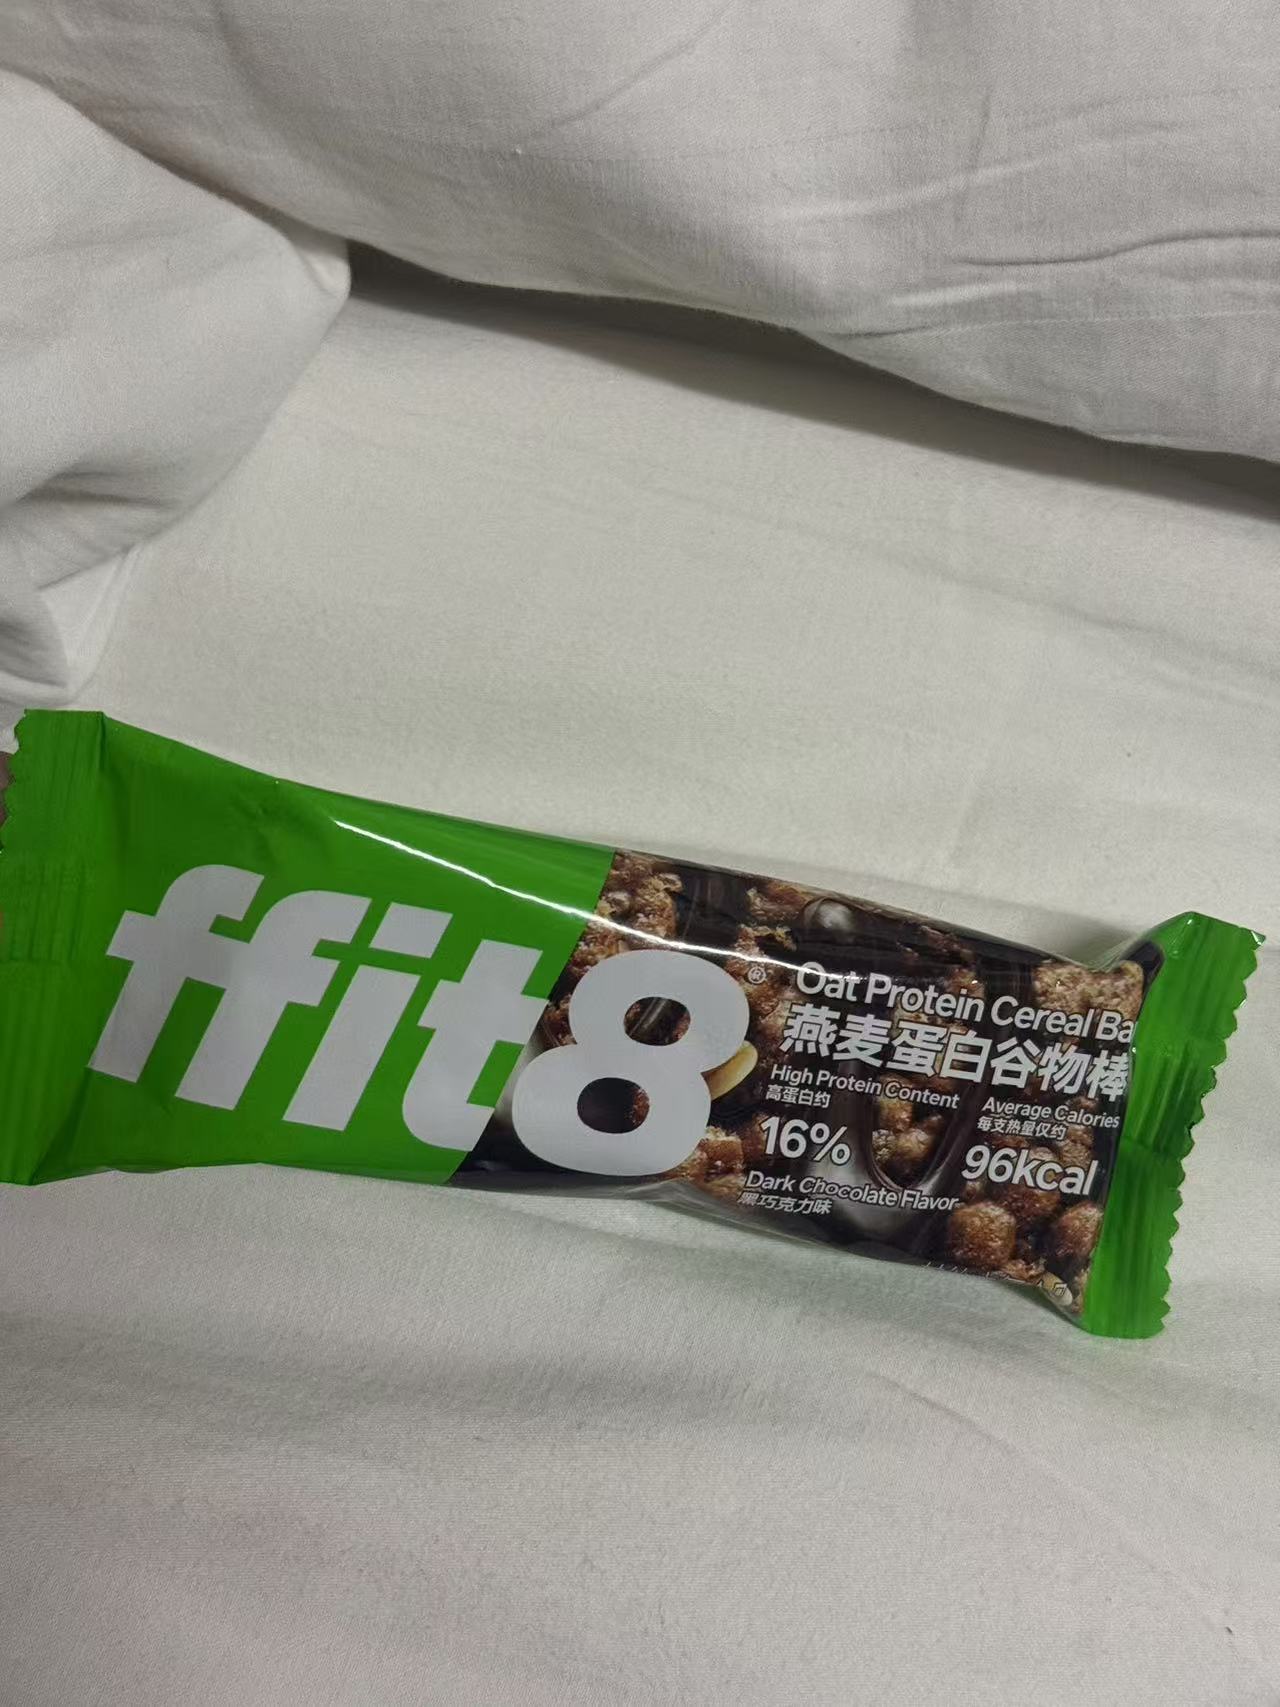 ffit8®
Oat Protein Cereal Ba
燕麦蛋白谷物棒
High Protein Content
高蛋白约
16%
Average Calories
每支热量仅约
96kcal
Dark Chocolate Flavor
黑巧克力味